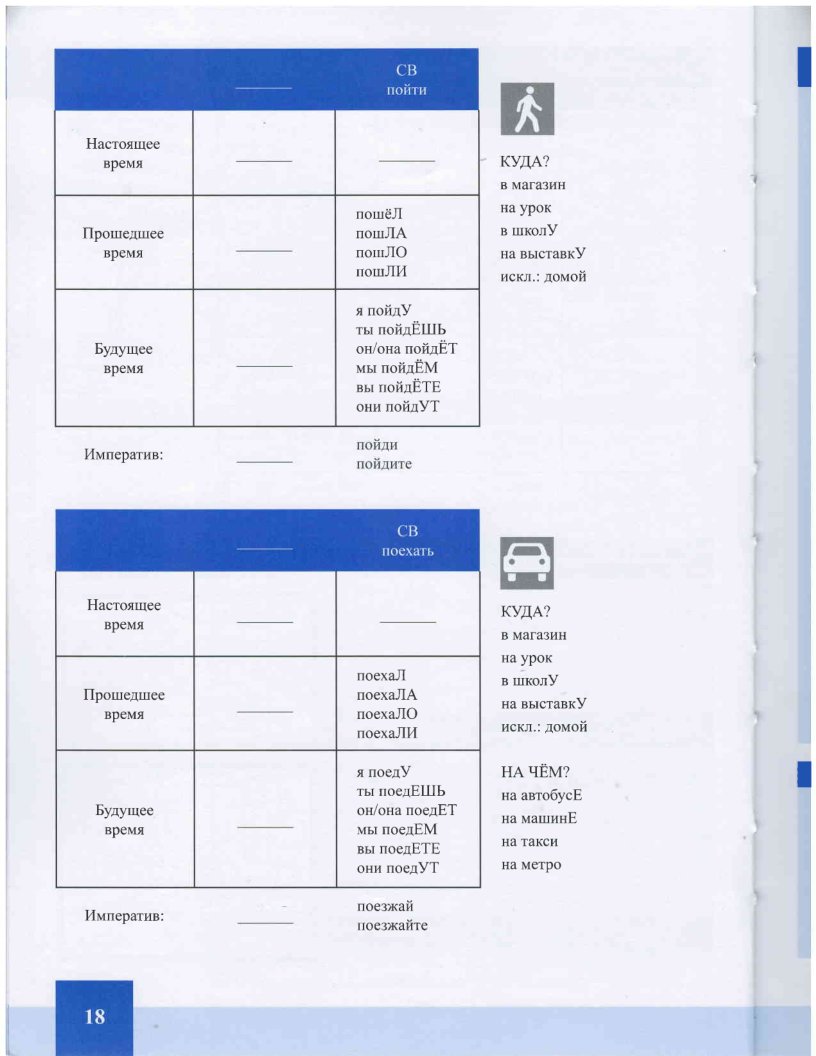 СВ
пойти
Настоящее
время
Прошедшее
время
пошёЛ
пошЛА
пошЛО
пошЛИ
Будущее
время
я пойдУ
ты пойдЁШЬ
он/она пойдЁТ
мы пойдЁМ
вы пойдЁТЕ
они пойдУТ
Императив:
пойди
пойдите
КУДА?
в магазин
на урок
в школУ
на выставкУ
искл.: домой
СВ
поехать
Настоящее
время
Прошедшее
время
поехаЛ
поехаЛА
поехаЛО
поехаЛИ
Будущее
время
я поедУ
ты поедЕШЬ
он/она поедЕТ
мы поедЕМ
вы поедЕТЕ
они поедУТ
Императив:
поезжай
поезжайте
КУДА?
в магазин
на урок
в школУ
на выставкУ
искл.: домой
НА ЧЁМ?
на автобусЕ
на машинЕ
на такси
на метро
18